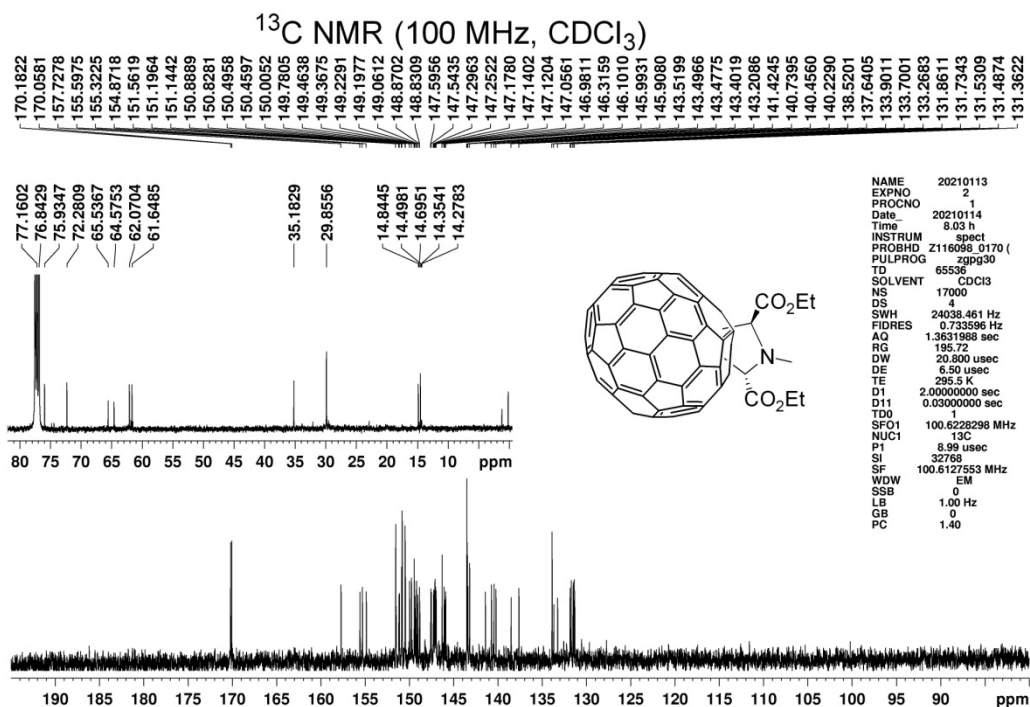 13C NMR (100 MHz, CDCl3)
170.1822
170.0581
157.7278
155.5975
155.3225
154.8718
151.5619
151.1964
151.1442
150.8889
150.8281
150.4958
150.4597
150.0052
149.7805
149.4638
149.3675
149.2291
149.1977
149.0612
148.8702
148.8309
147.5956
147.5435
147.2963
147.2522
147.1780
147.1402
147.1204
147.0561
146.9811
146.3159
146.1010
145.9931
145.9080
143.5199
143.4966
143.4775
143.4019
143.2086
141.4245
140.7395
140.4560
140.2290
138.5201
137.6405
133.9011
133.7001
133.2683
131.8611
131.7343
131.5309
131.4874
131.3622
77.1602
76.8429
75.9347
72.2809
65.5367
64.5753
62.0704
61.6485
35.1829
29.8556
14.8445
14.4981
14.6951
14.3541
14.2783
80 75 70 65 60 55 50 45 40 35 30 25 20 15 10 ppm
CO2Et
N
CO2Et
NAME 20210113
EXPNO 2
PROCNO 1
Date_ 20210114
Time 8.03 h
INSTRUM spect
PROBHD Z116098_0170 (
PULPROG zgpg30
TD 65536
SOLVENT CDCl3
NS 17000
DS 4
SWH 24038.461 Hz
FIDRES 0.733596 Hz
AQ 1.3631988 sec
RG 195.72
DW 20.800 usec
DE 6.50 usec
TE 295.5 K
D1 2.00000000 sec
D11 0.03000000 sec
TD0 1
SFO1 100.6228298 MHz
NUC1 13C
P1 8.99 usec
SI 32768
SF 100.6127553 MHz
WDW EM
SSB 0
LB 1.00 Hz
GB 0
PC 1.40
190 185 180 175 170 165 160 155 150 145 140 135 130 125 120 115 110 105 100 95 90 ppm